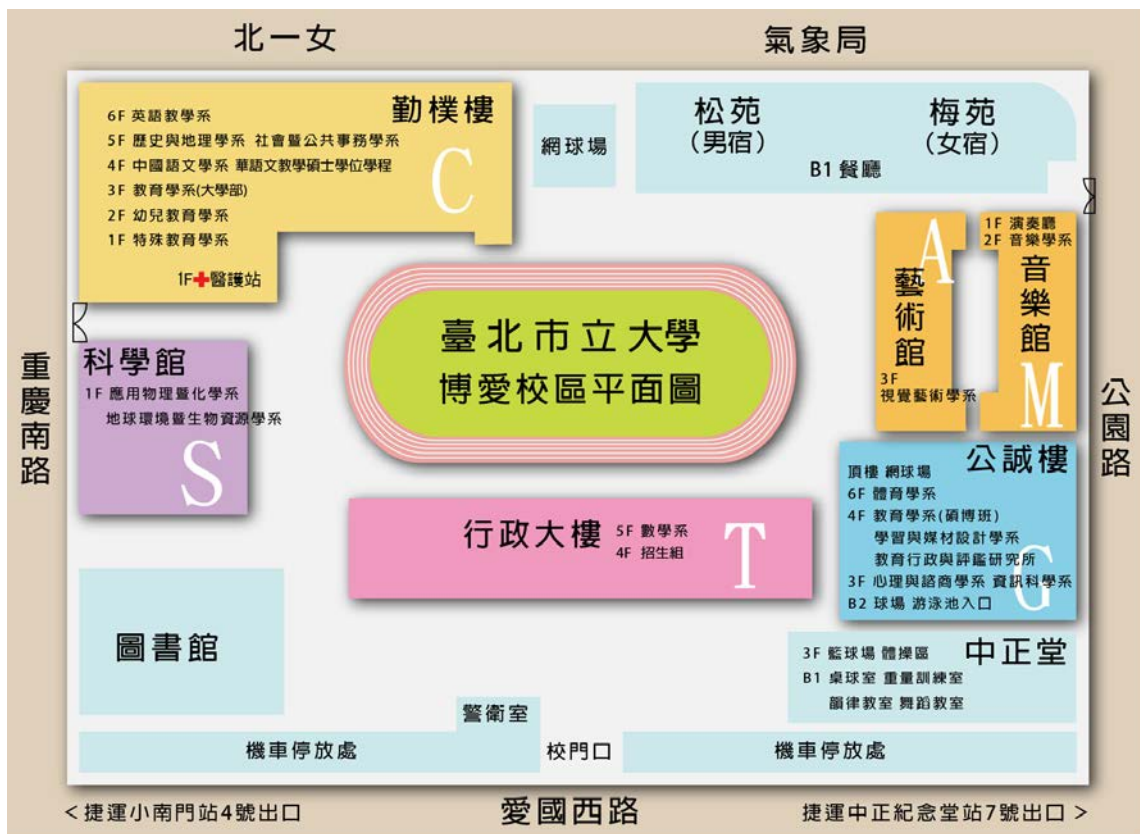 北一女
氣象局
勤樸樓
6F 英語教學系
5F 歷史與地理學系 社會暨公共事務學系
4F 中國語文學系 華語文教學碩士學位學程
3F 教育學系(大學部)
2F 幼兒教育學系
1F 特殊教育學系
1F 醫護站
C
網球場
松苑
(男宿)
梅苑
(女宿)
B1 餐廳
A
藝術館
3F
視覺藝術學系
1F 演奏廳
2F 音樂學系
音樂館
M
臺北市立大學
博愛校區平面圖
重慶南路
公園路
科學館
1F 應用物理暨化學系
地球環境暨生物資源學系
S
行政大樓
5F 數學系
4F 招生組
T
公誠樓
頂樓 網球場
6F 體育學系
4F 教育學系(碩博班)
學習與媒材設計學系
教育行政與評鑑研究所
3F 心理與諮商學系 資訊科學系
B2 球場 游泳池入口
G
圖書館
中正堂
3F 籃球場 體操區
B1 桌球室 重量訓練室
韻律教室 舞蹈教室
警衛室
機車停放處
校門口
機車停放處
<捷運小南門站4號出口
愛國西路
捷運中正紀念堂站7號出口>